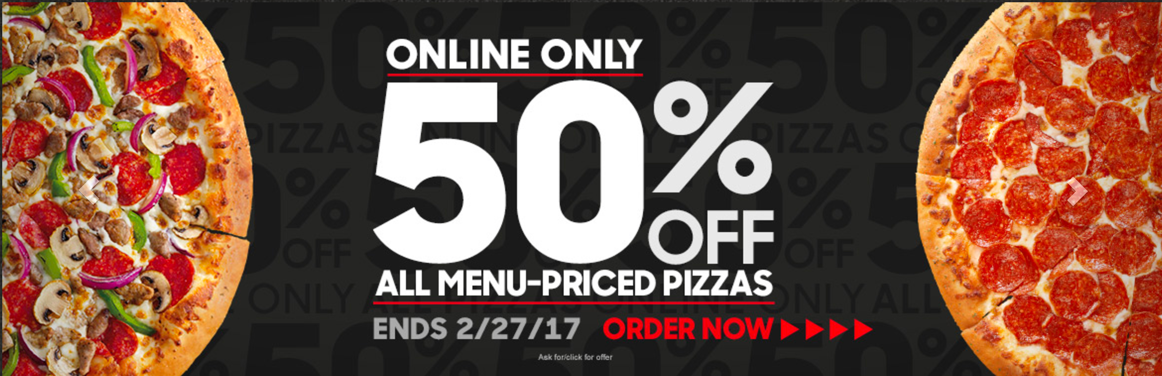 ONLINE ONLY
50%
OFF
ALL MENU-PRICED PIZZAS
ENDS 2/27/17 ORDER NOW
Ask for/click for offer